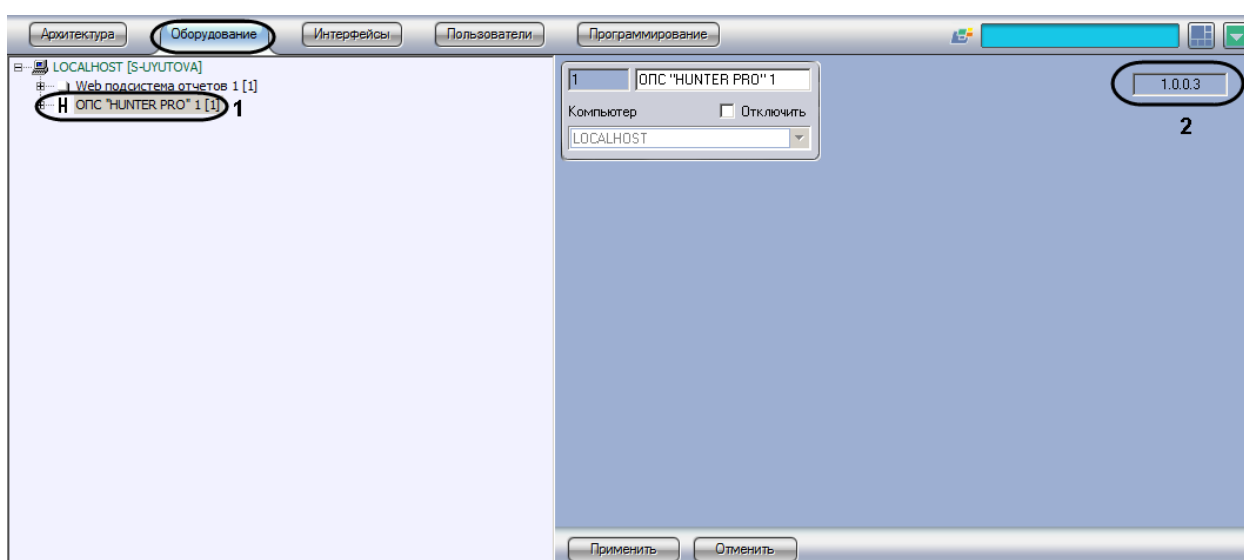 Архитектура Оборудование Интерфейсы Пользователи Программирование
LOCALHOST [S-UYUTOVA]
Web подсистема отчетов 1 [1]
H ОПС "HUNTER PRO" 1 [1] 1
1 ОПС "HUNTER PRO" 1
Компьютер Отключить
LOCALHOST
1.0.0.3
2
Применить Отменить